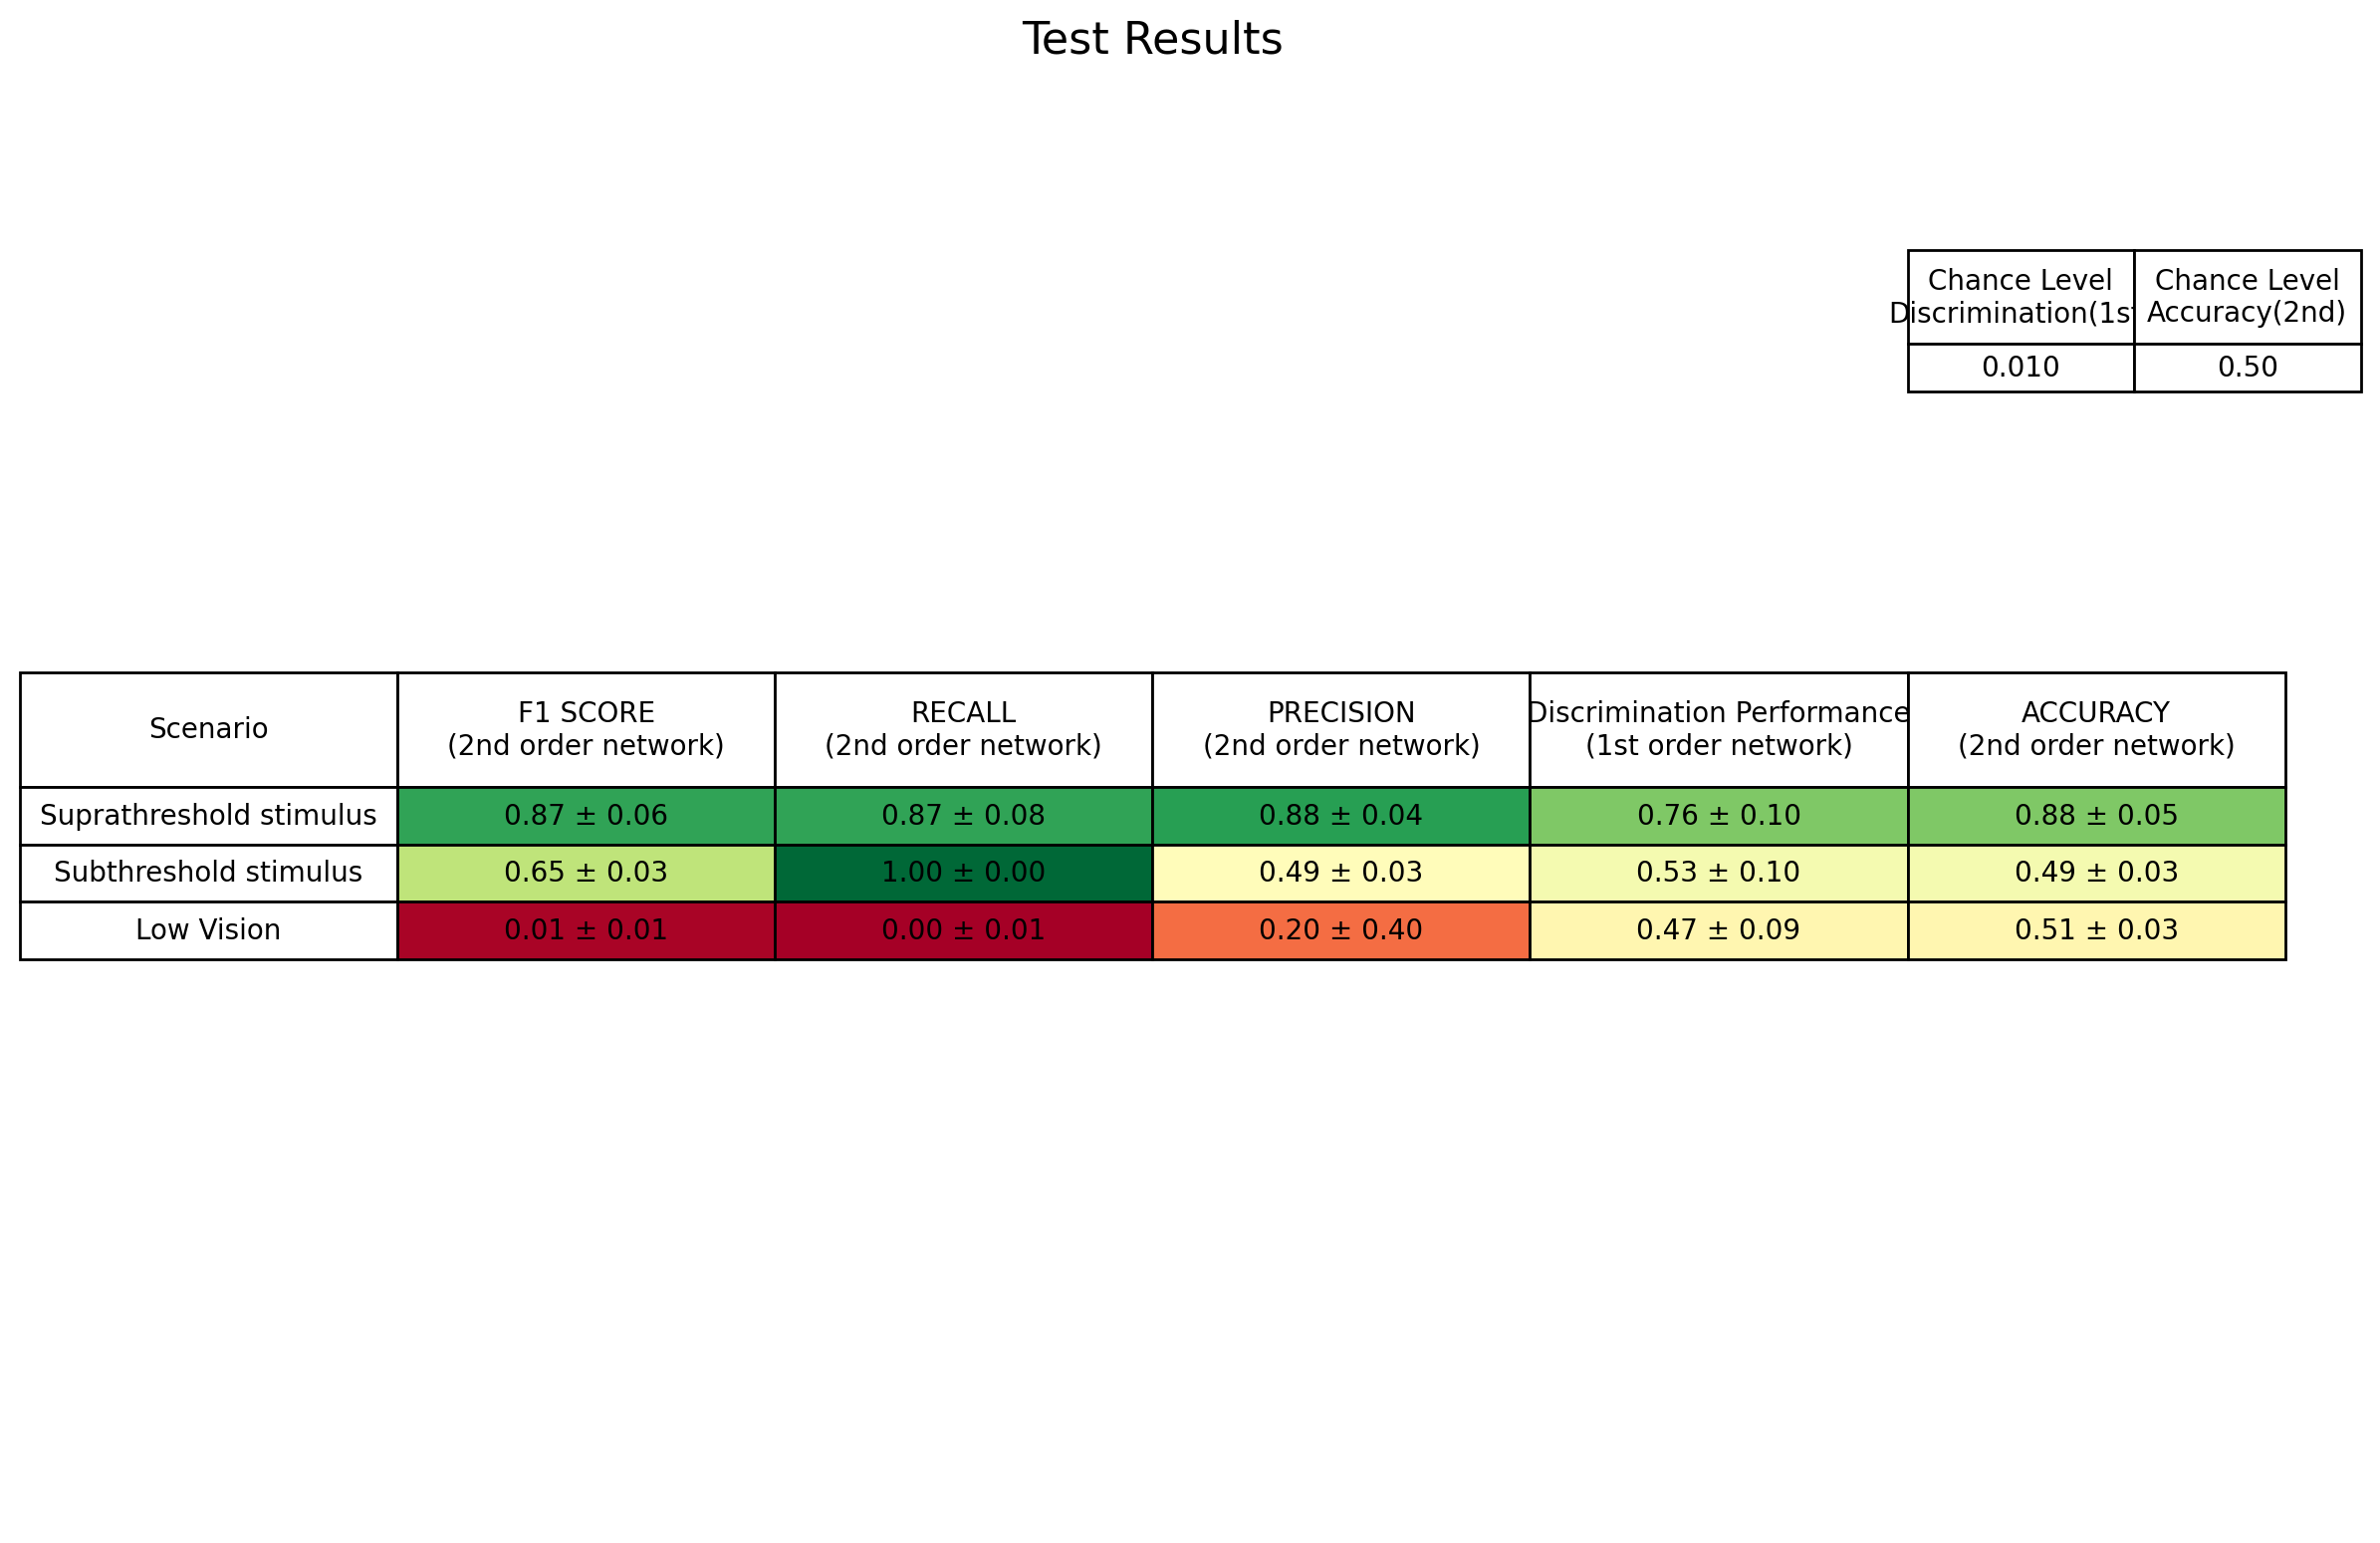 Test Results
Chance Level
Discrimination(1st
Chance Level
Accuracy(2nd)
0.010
0.50
Scenario
F1 SCORE
(2nd order network)
RECALL
(2nd order network)
PRECISION
(2nd order network)
Discrimination Performance
(1st order network)
ACCURACY
(2nd order network)
Suprathreshold stimulus
0.87 ± 0.06
0.87 ± 0.08
0.88 ± 0.04
0.76 ± 0.10
0.88 ± 0.05
Subthreshold stimulus
0.65 ± 0.03
1.00 ± 0.00
0.49 ± 0.03
0.53 ± 0.10
0.49 ± 0.03
Low Vision
0.01 ± 0.01
0.00 ± 0.01
0.20 ± 0.40
0.47 ± 0.09
0.51 ± 0.03